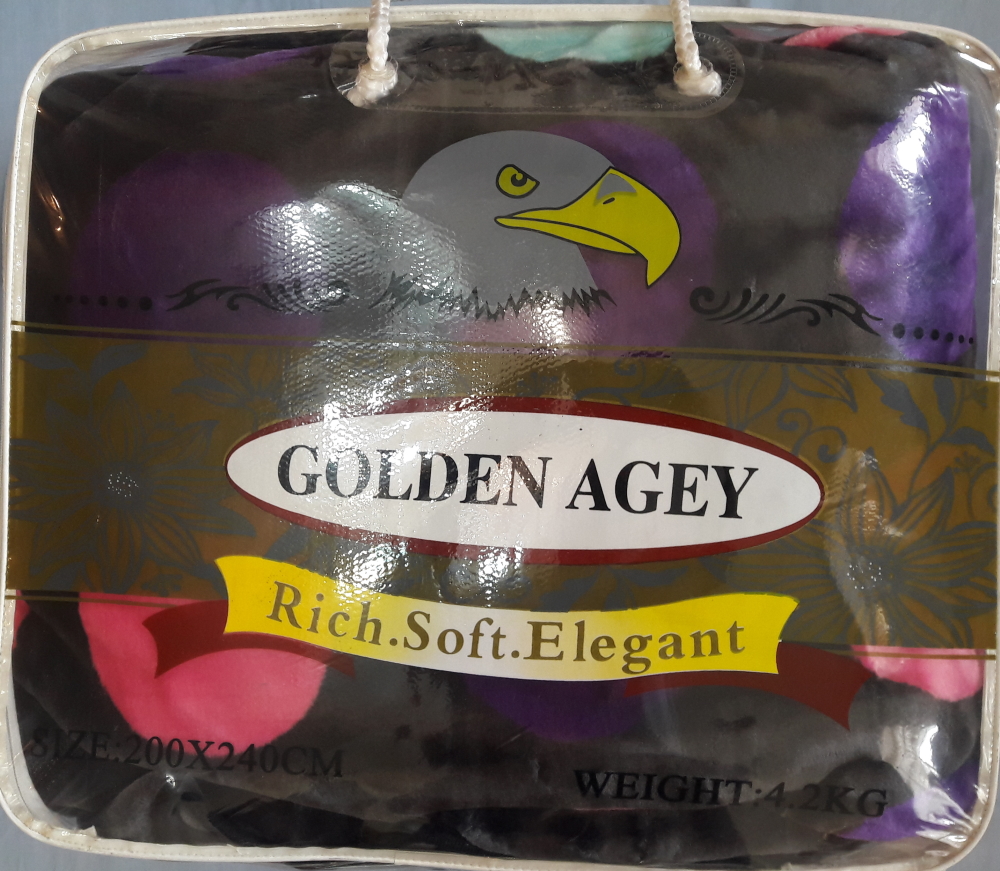 GOLDEN AGEY
Rich.Soft.Elegant
SIZE:200X240CM
WEIGHT:4.2KG